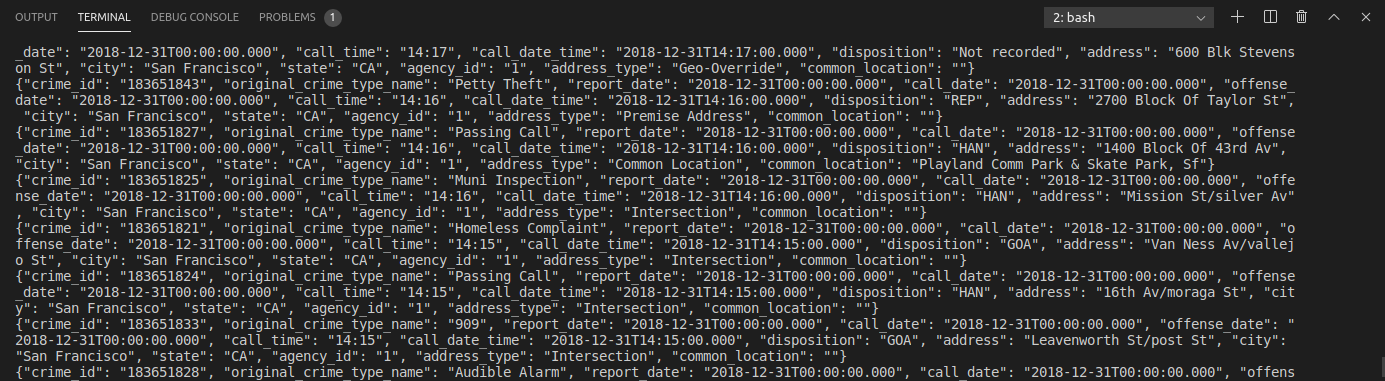 OUTPUT TERMINAL DEBUG CONSOLE PROBLEMS 1 2: bash
_date": "2018-12-31T00:00:00.000", "call_time": "14:17", "call_date_time": "2018-12-31T14:17:00.000", "disposition": "Not recorded", "address": "600 Blk Stevens
on St", "city": "San Francisco", "state": "CA", "agency_id": "1", "address_type": "Geo-Override", "common_location": ""}
{"crime_id": "183651843", "original_crime_type_name": "Petty Theft", "report_date": "2018-12-31T00:00:00.000", "call_date": "2018-12-31T00:00:00.000", "offense_
date": "2018-12-31T00:00:00.000", "call_time": "14:16", "call_date_time": "2018-12-31T14:16:00.000", "disposition": "REP", "address": "2700 Block Of Taylor St",
"city": "San Francisco", "state": "CA", "agency_id": "1", "address_type": "Premise Address", "common_location": ""}
{"crime_id": "183651827", "original_crime_type_name": "Passing Call", "report_date": "2018-12-31T00:00:00.000", "call_date": "2018-12-31T00:00:00.000", "offense
_date": "2018-12-31T00:00:00.000", "call_time": "14:16", "call_date_time": "2018-12-31T14:16:00.000", "disposition": "HAN", "address": "1400 Block Of 43rd Av",
"city": "San Francisco", "state": "CA", "agency_id": "1", "address_type": "Common Location", "common_location": "Playland Comm Park & Skate Park, Sf"}
{"crime_id": "183651825", "original_crime_type_name": "Muni Inspection", "report_date": "2018-12-31T00:00:00.000", "call_date": "2018-12-31T00:00:00.000", "offe
nse_date": "2018-12-31T00:00:00.000", "call_time": "14:16", "call_date_time": "2018-12-31T14:16:00.000", "disposition": "HAN", "address": "Mission St/silver Av"
, "city": "San Francisco", "state": "CA", "agency_id": "1", "address_type": "Intersection", "common_location": ""}
{"crime_id": "183651821", "original_crime_type_name": "Homeless Complaint", "report_date": "2018-12-31T00:00:00.000", "call_date": "2018-12-31T00:00:00.000", "o
ffense_date": "2018-12-31T00:00:00.000", "call_time": "14:15", "call_date_time": "2018-12-31T14:15:00.000", "disposition": "GOA", "address": "Van Ness Av/vallej
o St", "city": "San Francisco", "state": "CA", "agency_id": "1", "address_type": "Intersection", "common_location": ""}
{"crime_id": "183651824", "original_crime_type_name": "Passing Call", "report_date": "2018-12-31T00:00:00.000", "call_date": "2018-12-31T00:00:00.000", "offense
_date": "2018-12-31T00:00:00.000", "call_time": "14:15", "call_date_time": "2018-12-31T14:15:00.000", "disposition": "HAN", "address": "16th Av/moraga St", "cit
y": "San Francisco", "state": "CA", "agency_id": "1", "address_type": "Intersection", "common_location": ""}
{"crime_id": "183651833", "original_crime_type_name": "909", "report_date": "2018-12-31T00:00:00.000", "call_date": "2018-12-31T00:00:00.000", "offense_date": "
2018-12-31T00:00:00.000", "call_time": "14:15", "call_date_time": "2018-12-31T14:15:00.000", "disposition": "GOA", "address": "Leavenworth St/post St", "city":
"San Francisco", "state": "CA", "agency_id": "1", "address_type": "Intersection", "common_location": ""}
{"crime_id": "183651828", "original_crime_type_name": "Audible Alarm", "report_date": "2018-12-31T00:00:00.000", "call_date": "2018-12-31T00:00:00.000", "offens